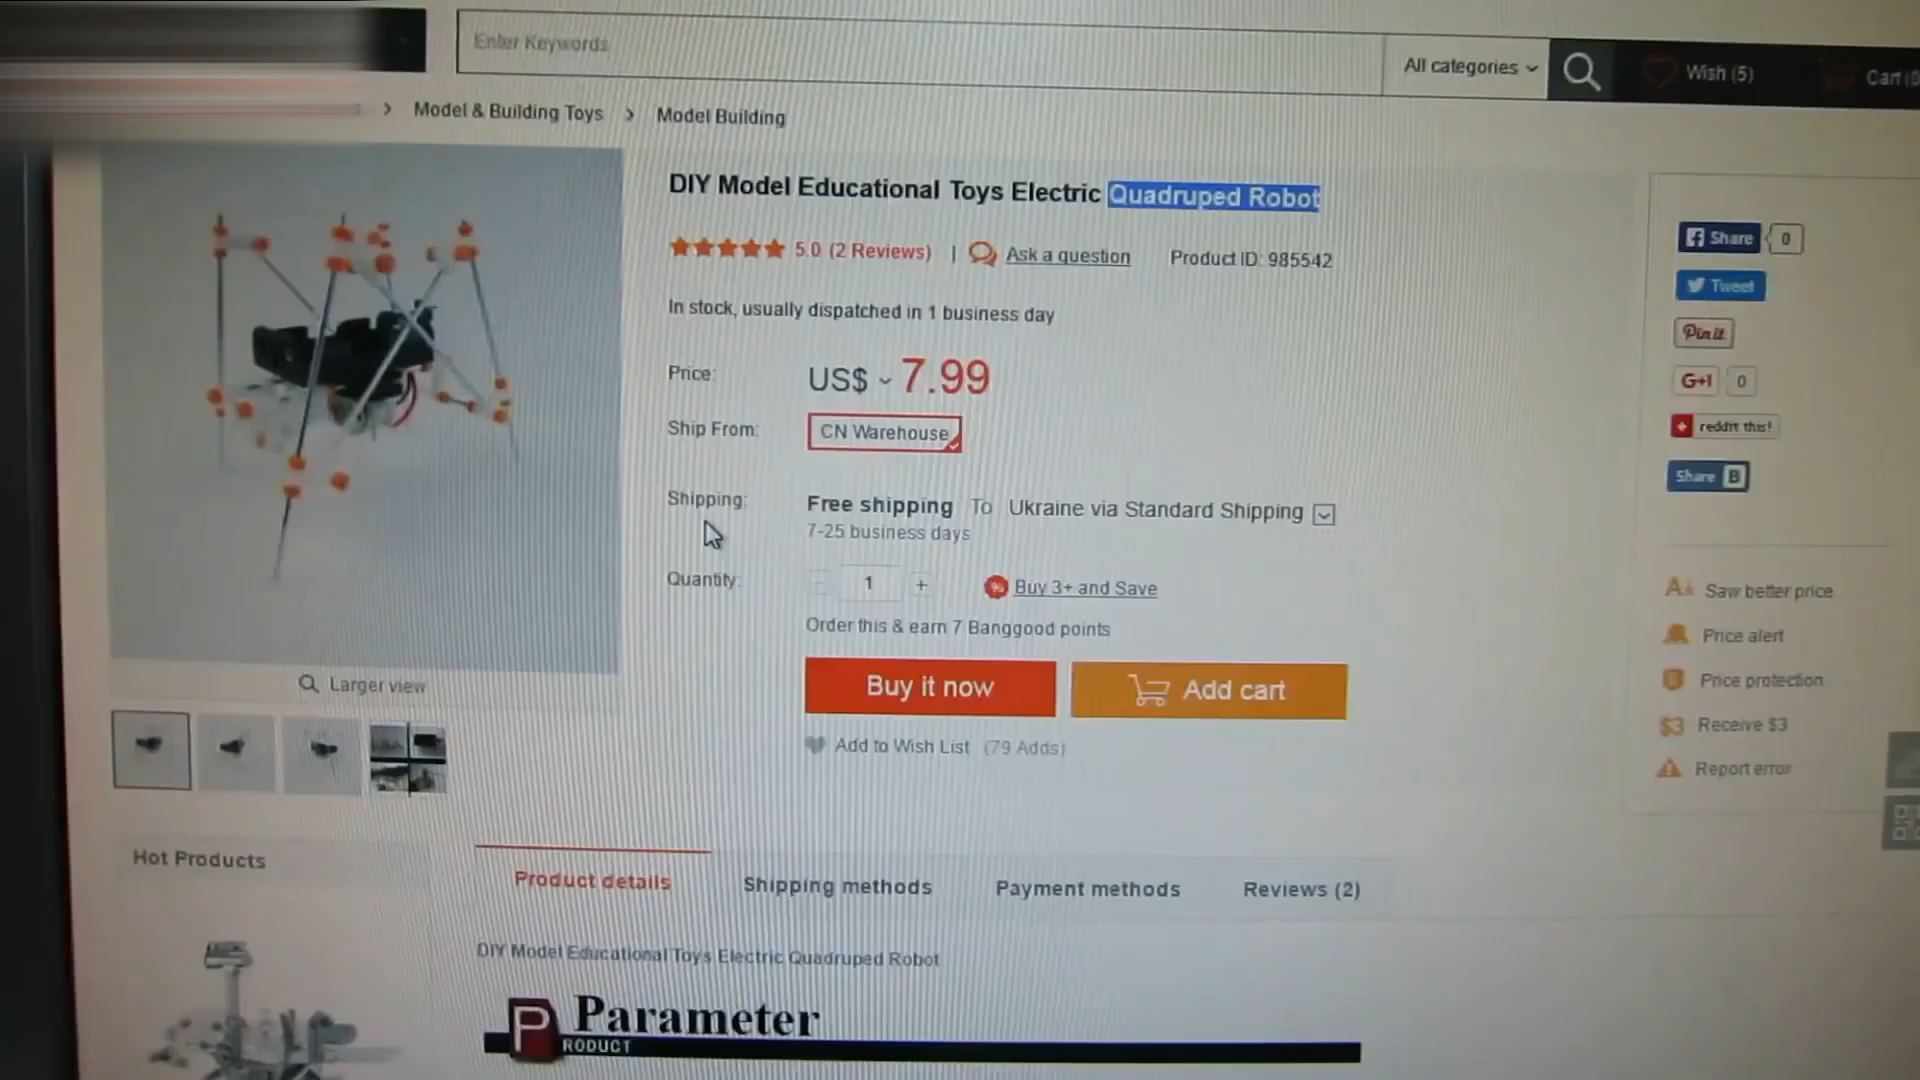 Enter Keywords
All categories
Wish (5)
Cart (0
> Model & Building Toys > Model Building
DIY Model Educational Toys Electric Quadruped Robot
5.0 (2 Reviews) | Ask a question Product ID: 985542
In stock, usually dispatched in 1 business day
Price: US$ 7.99
Ship From: CN Warehouse
Shipping: Free shipping To Ukraine via Standard Shipping
7-25 business days
Quantity: - 1 + Buy 3+ and Save
Order this & earn 7 Banggood points
Buy it now
Add cart
Add to Wish List (79 Adds)
Larger view
Share 0
Tweet
Pin it
G+1 0
reddit this!
Share B
Saw better price
Price alert
Price protection
$3 Receive $3
Report error
Hot Products
Product details
Shipping methods
Payment methods
Reviews (2)
DIY Model Educational Toys Electric Quadruped Robot
Parameter
PRODUCT